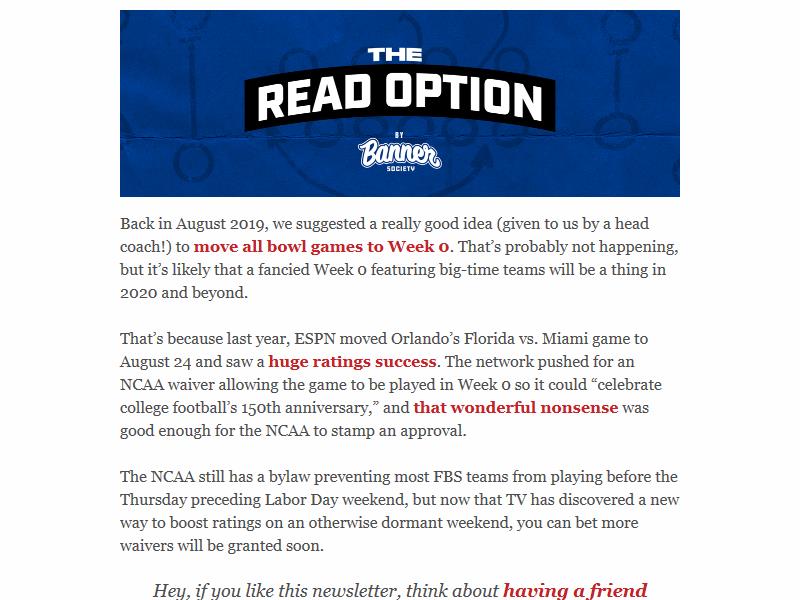 THE
READ OPTION
BY
Banner
SOCIETY
Back in August 2019, we suggested a really good idea (given to us by a head
coach!) to move all bowl games to Week 0. That’s probably not happening,
but it’s likely that a fancied Week 0 featuring big-time teams will be a thing in
2020 and beyond.
That’s because last year, ESPN moved Orlando’s Florida vs. Miami game to
August 24 and saw a huge ratings success. The network pushed for an
NCAA waiver allowing the game to be played in Week 0 so it could “celebrate
college football’s 150th anniversary,” and that wonderful nonsense was
good enough for the NCAA to stamp an approval.
The NCAA still has a bylaw preventing most FBS teams from playing before the
Thursday preceding Labor Day weekend, but now that TV has discovered a new
way to boost ratings on an otherwise dormant weekend, you can bet more
waivers will be granted soon.
Hey, if you like this newsletter, think about having a friend